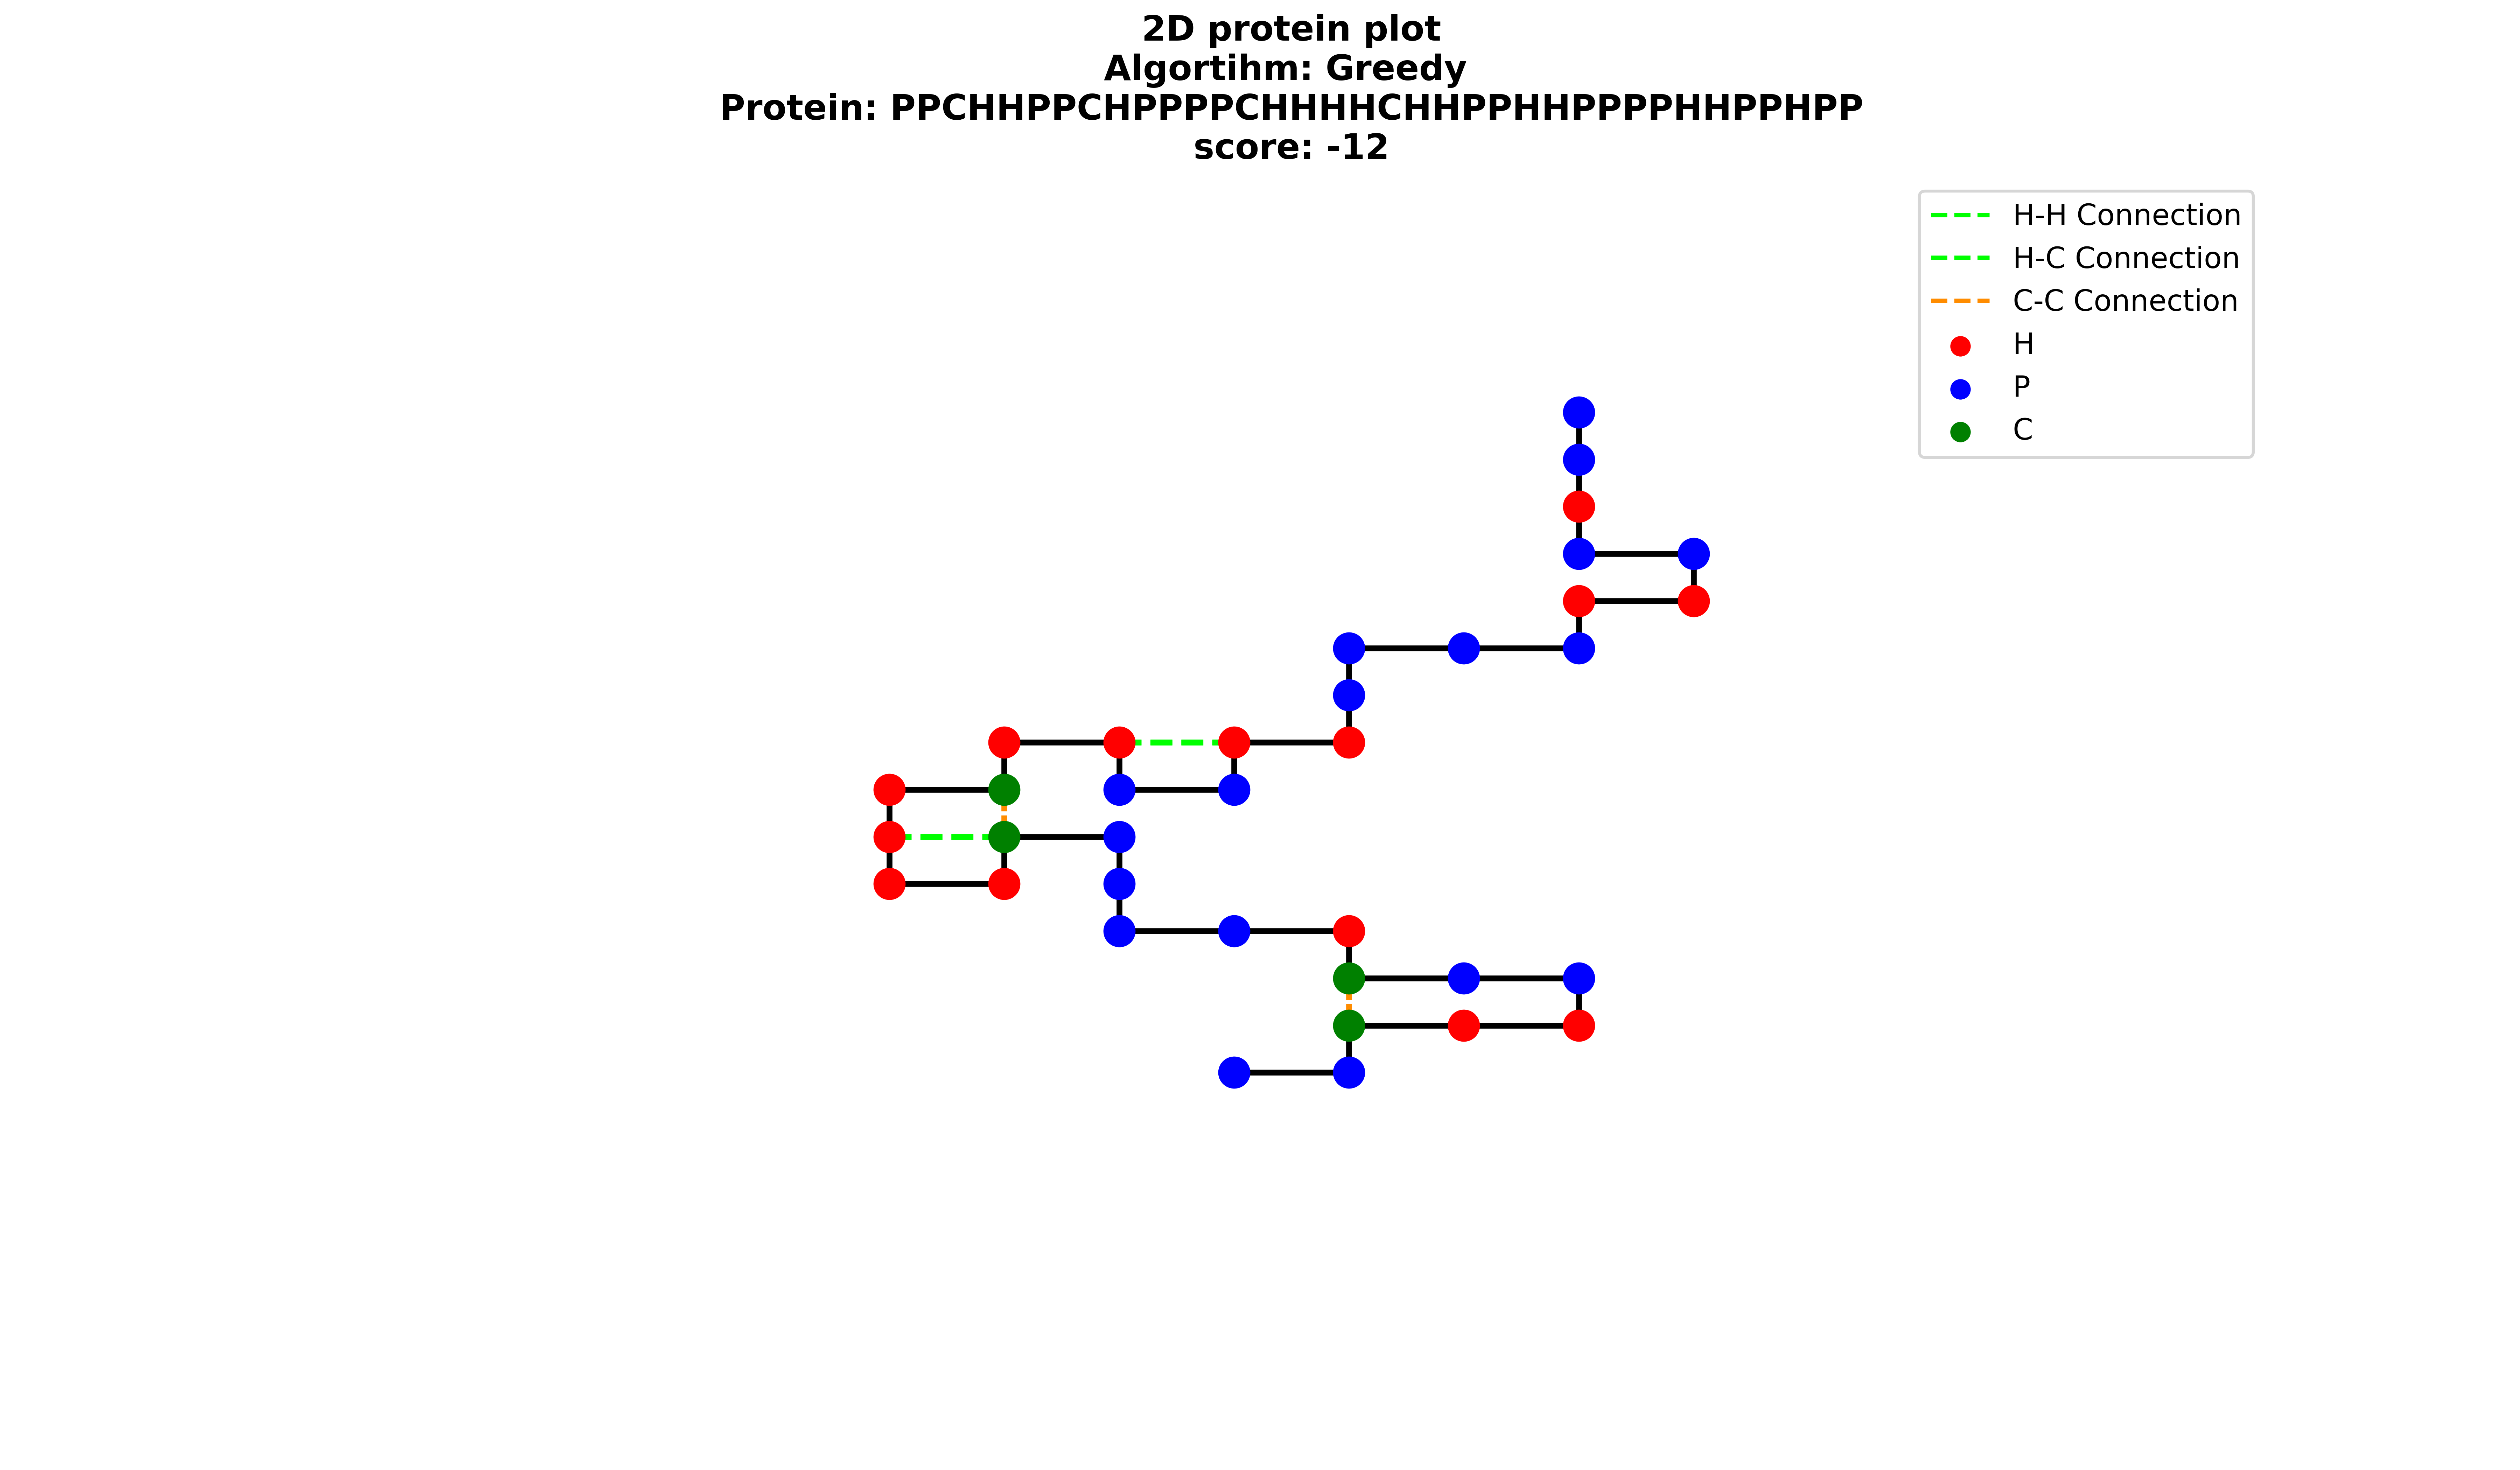 2D protein plot
Algortihm: Greedy
Protein: PPCHHPPCHPPPPCHHHHCHHPPHHPPPPHHPPHPP
score: -12
H-H Connection
H-C Connection
C-C Connection
H
P
C